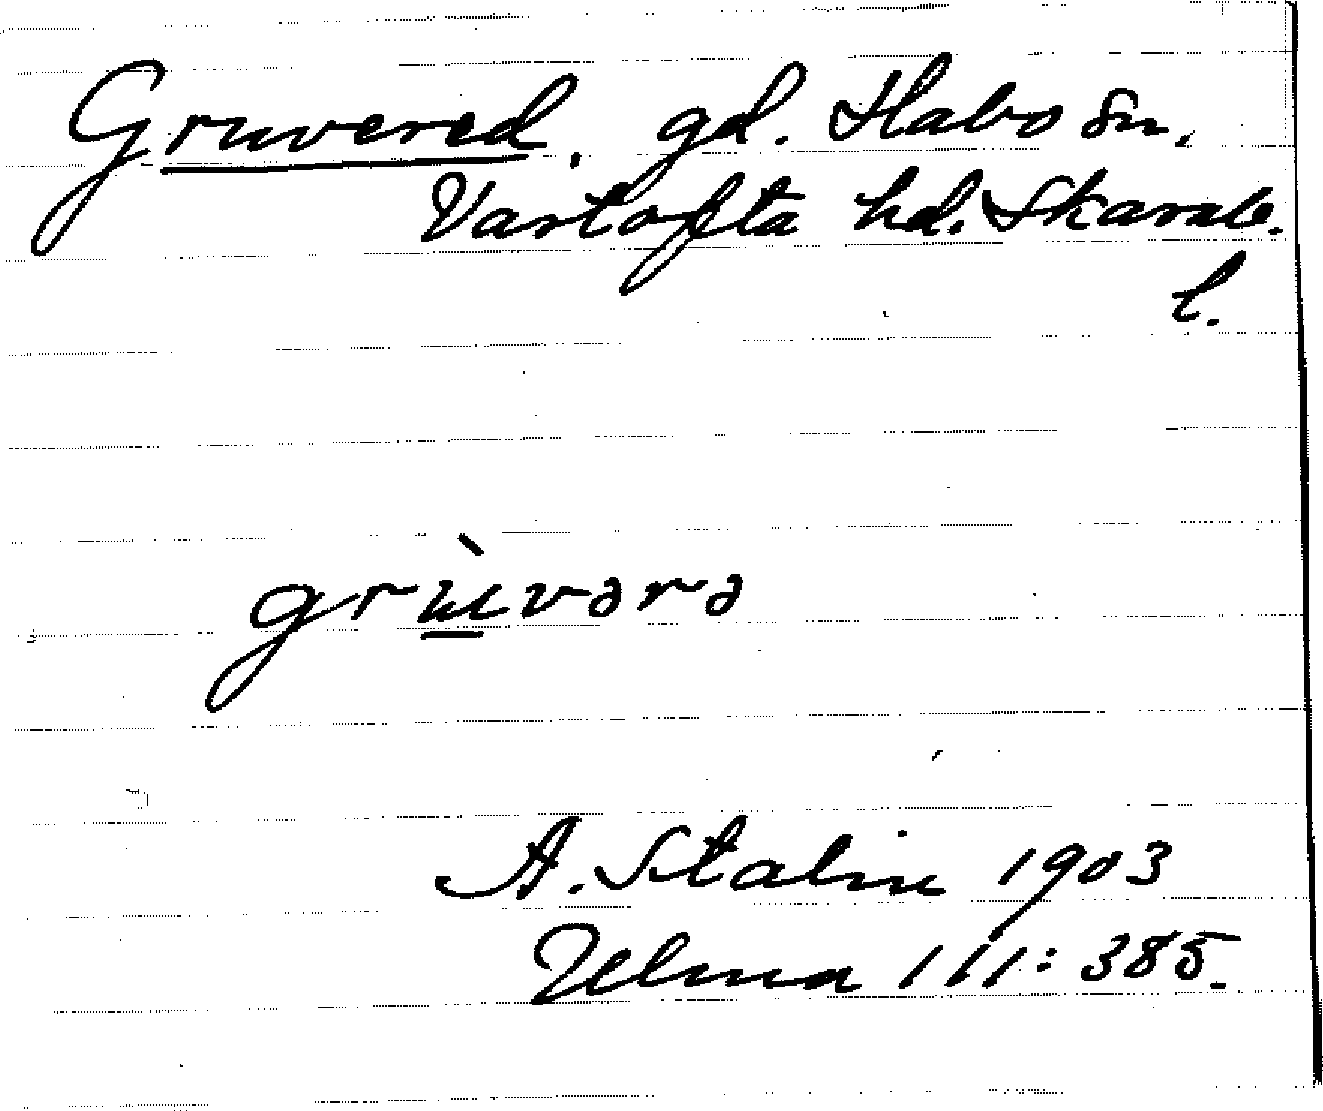 Gruvered, gd. Habo sn,
Vartofta hd. Skarab.
l.
grùvərə
A. Stalin 1903
Ulma 111:385.